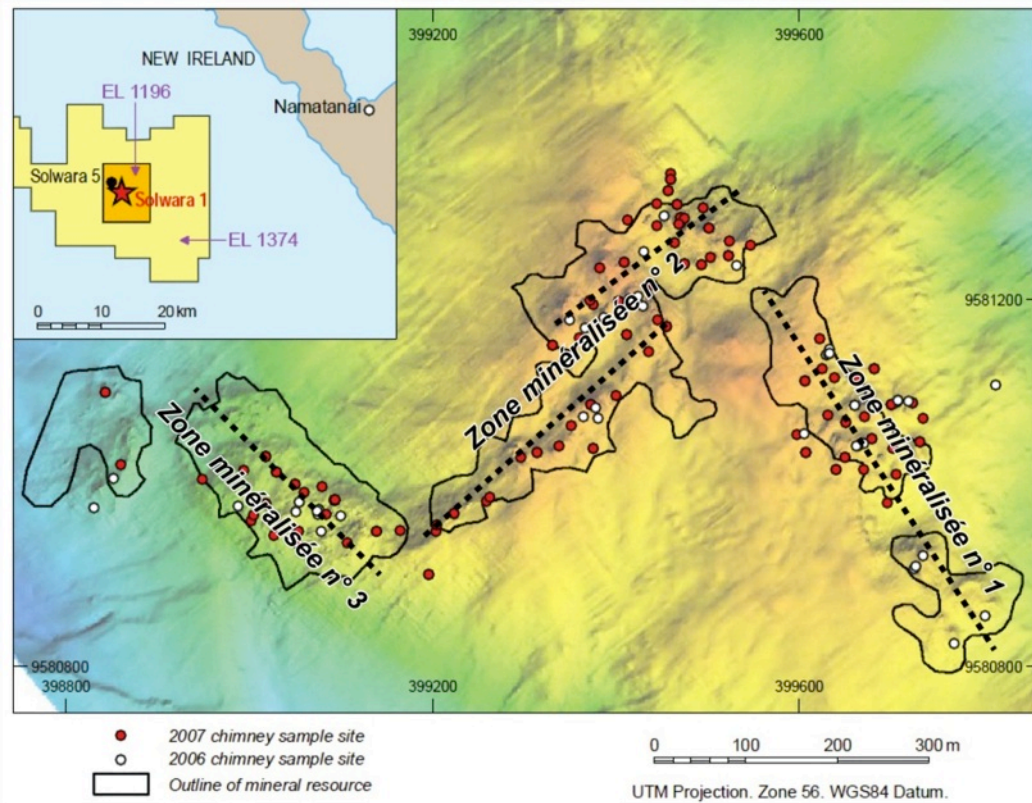 399200
399600
NEW IRELAND
EL 1196
Namatanai
Solwara 5
Solwara 1
EL 1374
0 10 20 km
9581200
Zone minéralisée n° 2
Zone minéralisée n° 1
Zone minéralisée n° 3
9580800
9580800
398800
399200
399600
2007 chimney sample site
2006 chimney sample site
Outline of mineral resource
0 100 200 300 m
UTM Projection. Zone 56. WGS84 Datum.